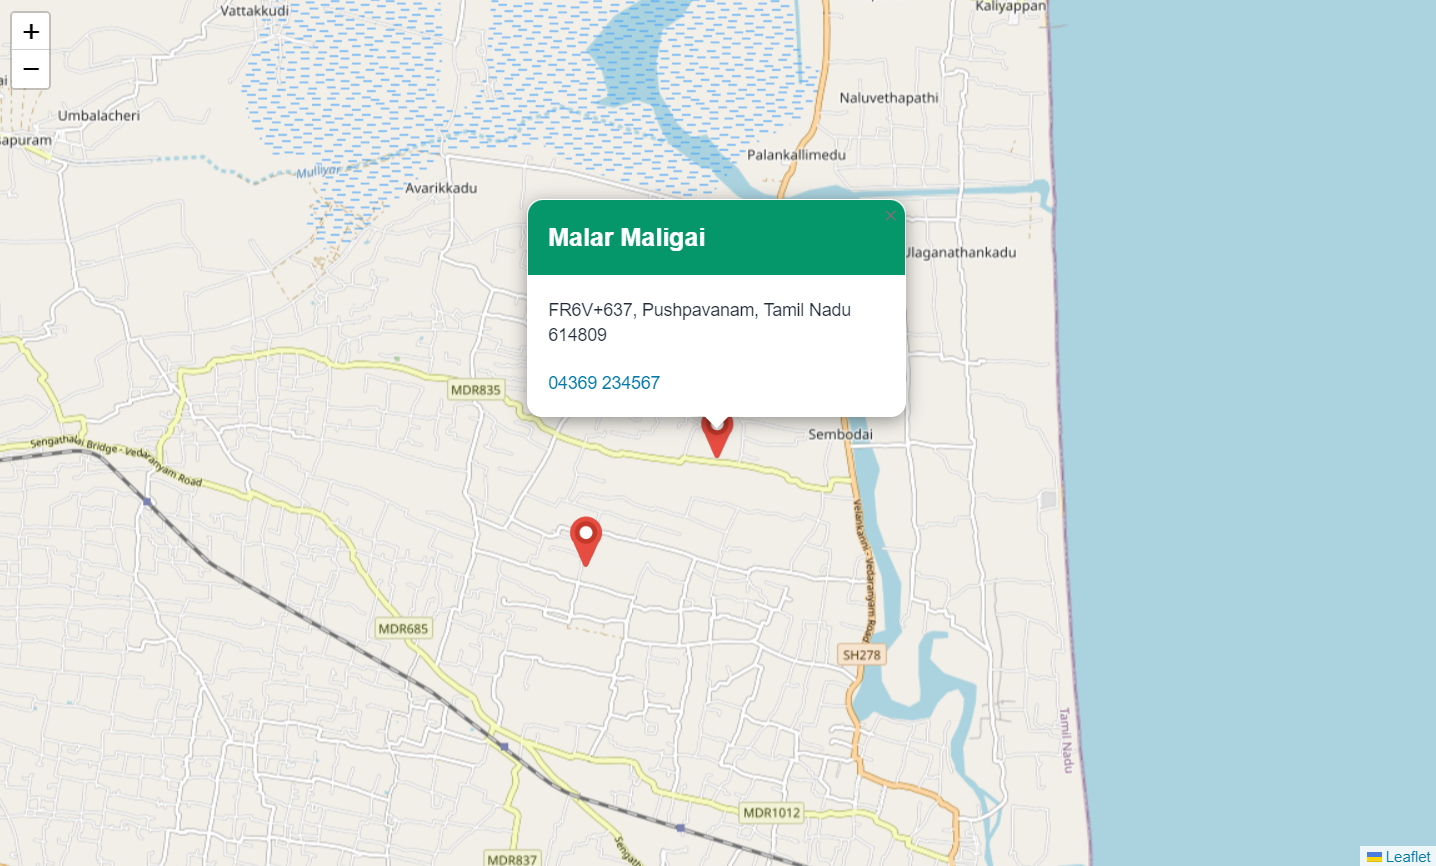 Vattakkudi
Kaliyappan
+
−
Umbalacheri
Naluvethapathi
Palankallimedu
Mulliyar
Avarikkadu
Malar Maligai
×
Ulaganathankadu
FR6V+637, Pushpavanam, Tamil Nadu
614809
04369 234567
MDR835
Sembodai
Sengathalai Bridge - Vedaranyam Road
Velankanni - Vedaranyam Road
MDR685
SH278
Tamil Nadu
MDR1012
MDR837
Leaflet